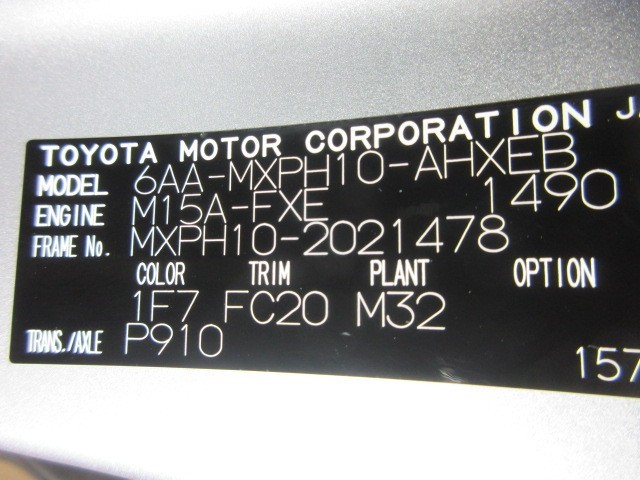 TOYOTA MOTOR CORPORATION
MODEL 6AA-MXPH10-AHXEB
ENGINE M15A-FXE 1490
FRAME No. MXPH10-2021478
COLOR TRIM PLANT OPTION
1F7 FC20 M32
TRANS./AXLE P910
157